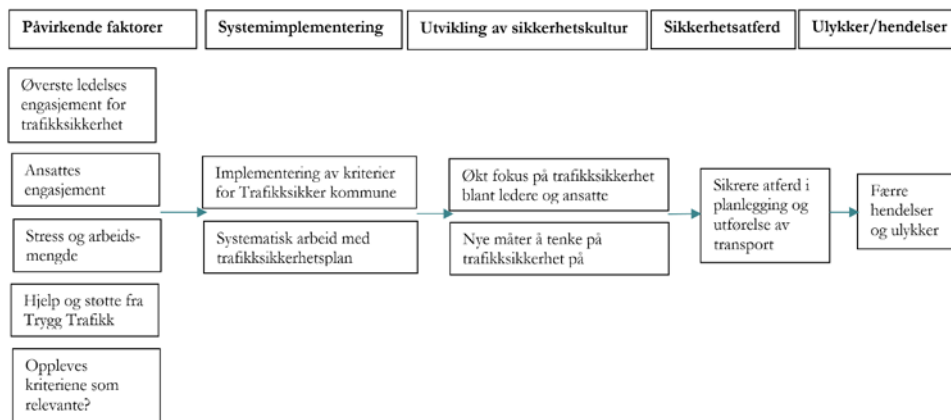 Påvirkende faktorer
Systemimplementering
Utvikling av sikkerhetskultur
Sikkerhetsatferd
Ulykker/hendelser
Øverste ledelses
engasjement for
trafikksikkerhet
Ansattes
engasjement
Stress og arbeids-
mengde
Hjelp og støtte fra
Trygg Trafikk
Oppleves
kriteriene som
relevante?
Implementering av kriterier
for Trafikksikker kommune
Systematisk arbeid med
trafikksikkerhetsplan
Økt fokus på trafikksikkerhet
blant ledere og ansatte
Nye måter å tenke på
trafikksikkerhet på
Sikrere atferd i
planlegging og
utførelse av
transport
Færre
hendelser
og ulykker